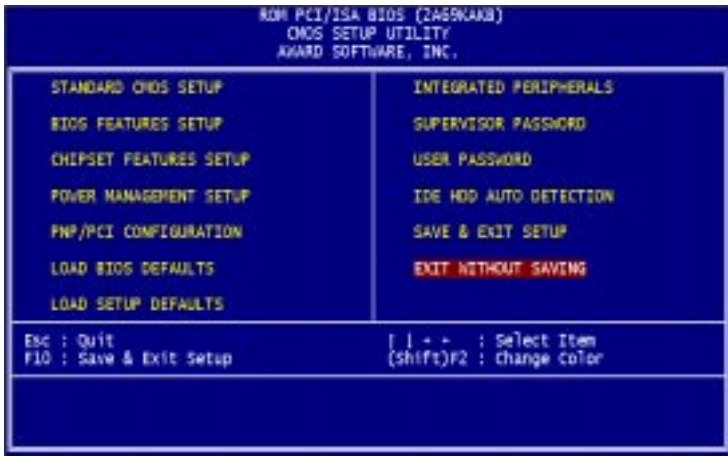 ROM PCI/ISA BIOS (2A69KAKB)
CMOS SETUP UTILITY
AWARD SOFTWARE, INC.
STANDARD CMOS SETUP
BIOS FEATURES SETUP
CHIPSET FEATURES SETUP
POWER MANAGEMENT SETUP
PNP/PCI CONFIGURATION
LOAD BIOS DEFAULTS
LOAD SETUP DEFAULTS
INTEGRATED PERIPHERALS
SUPERVISOR PASSWORD
USER PASSWORD
IDE HDD AUTO DETECTION
SAVE & EXIT SETUP
EXIT WITHOUT SAVING
Esc : Quit
F10 : Save & Exit Setup
: Select Item
(Shift)F2 : Change Color